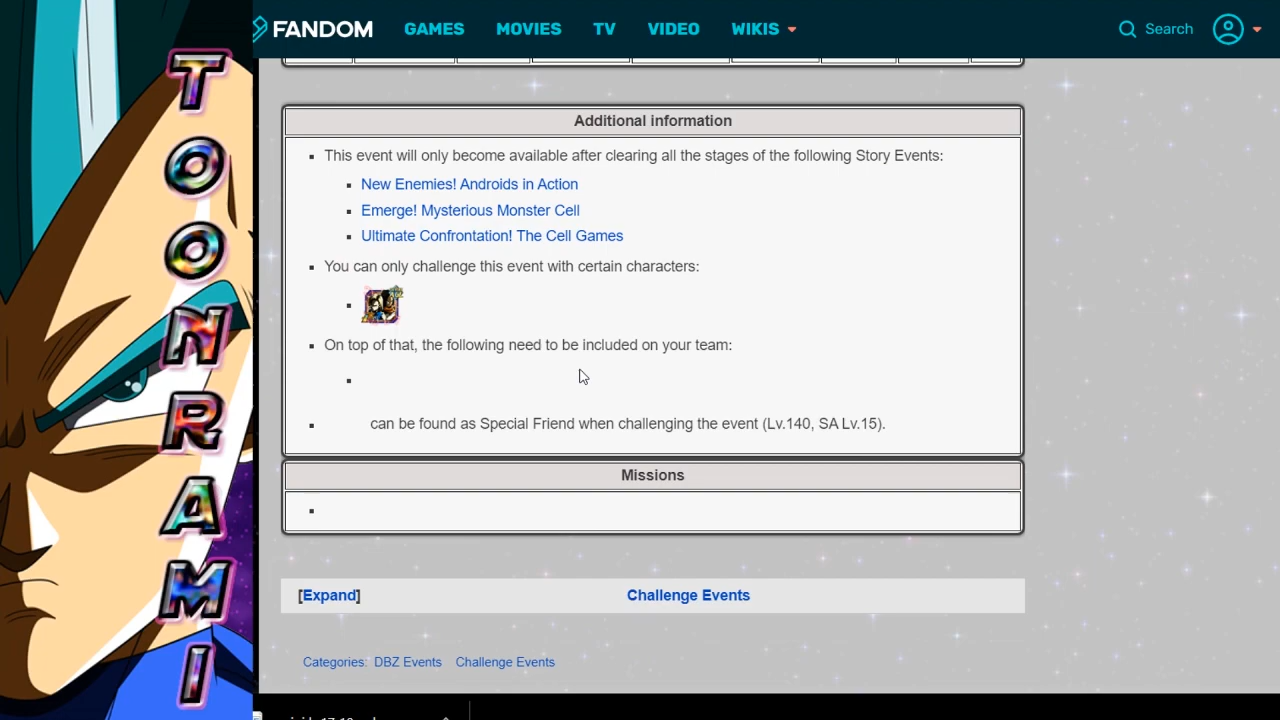 TOONRAMI
FANDOM GAMES MOVIES TV VIDEO WIKIS Search
Additional information
This event will only become available after clearing all the stages of the following Story Events:
New Enemies! Androids in Action
Emerge! Mysterious Monster Cell
Ultimate Confrontation! The Cell Games
You can only challenge this event with certain characters:
On top of that, the following need to be included on your team:
can be found as Special Friend when challenging the event (Lv.140, SA Lv.15).
Missions
[Expand] Challenge Events
Categories: DBZ Events Challenge Events